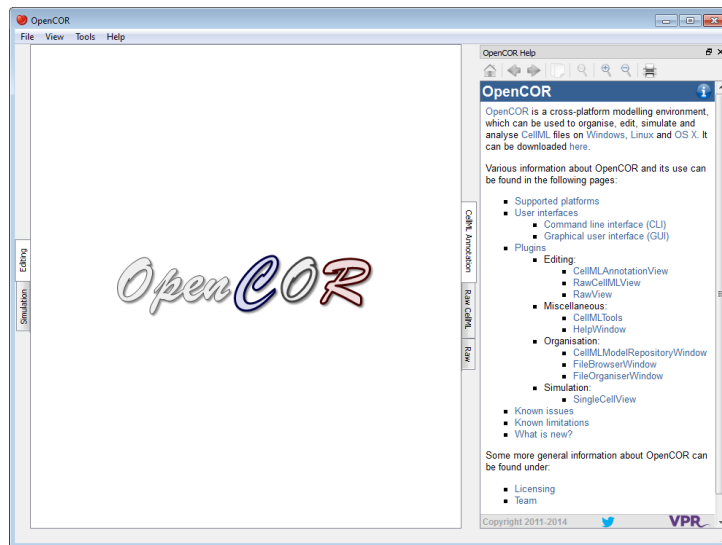 OpenCOR
File View Tools Help
Editing
Simulation
OpenCOR
CellML Annotation
Raw CellML
Raw
OpenCOR Help
OpenCOR
OpenCOR is a cross-platform modelling environment,
which can be used to organise, edit, simulate and
analyse CellML files on Windows, Linux and OS X. It
can be downloaded here.
Various information about OpenCOR and its use can
be found in the following pages:
Supported platforms
User interfaces
Command line interface (CLI)
Graphical user interface (GUI)
Plugins
Editing:
CellMLAnnotationView
RawCellMLView
RawView
Miscellaneous:
CellMLTools
HelpWindow
Organisation:
CellMLModelRepositoryWindow
FileBrowserWindow
FileOrganiserWindow
Simulation:
SingleCellView
Known issues
Known limitations
What is new?
Some more general information about OpenCOR can
be found under:
Licensing
Team
Copyright 2011-2014
VPR